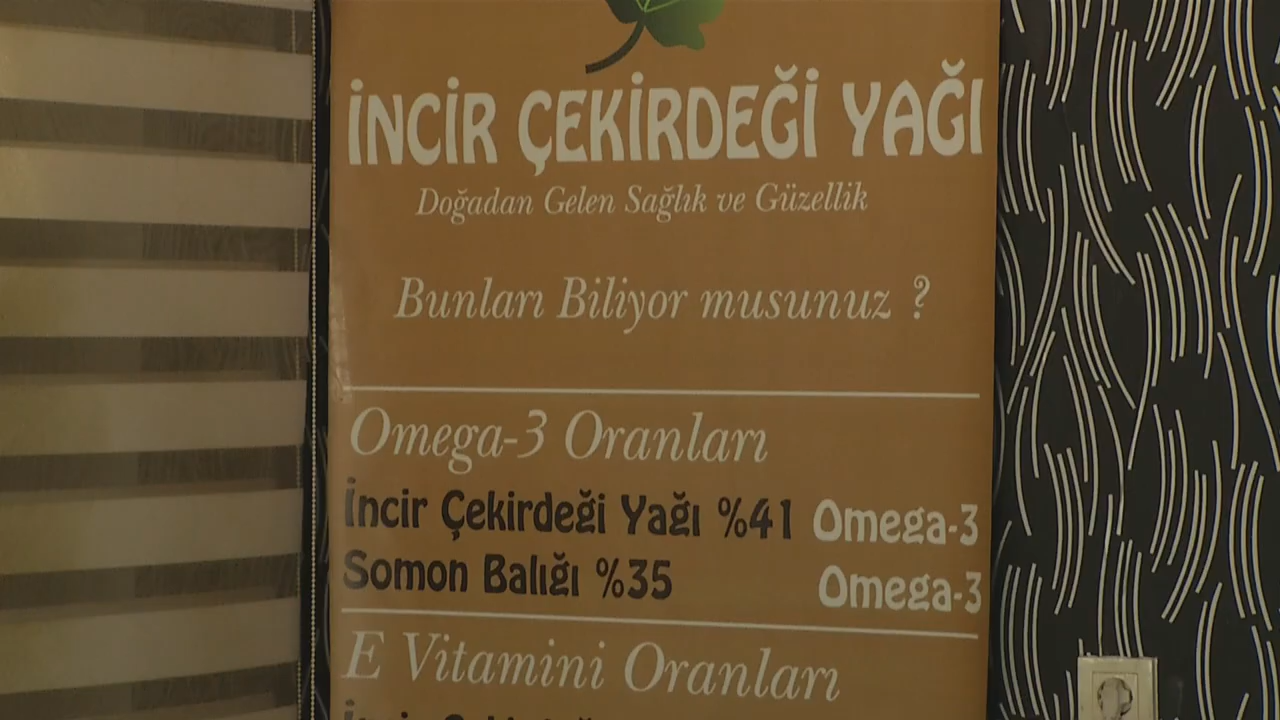 İNCİR ÇEKİRDEĞİ YAĞI
Doğadan Gelen Sağlık ve Güzellik
Bunları Biliyor musunuz ?
Omega-3 Oranları
İncir Çekirdeği Yağı %41 Omega-3
Somon Balığı %35 Omega-3
E Vitamini Oranları